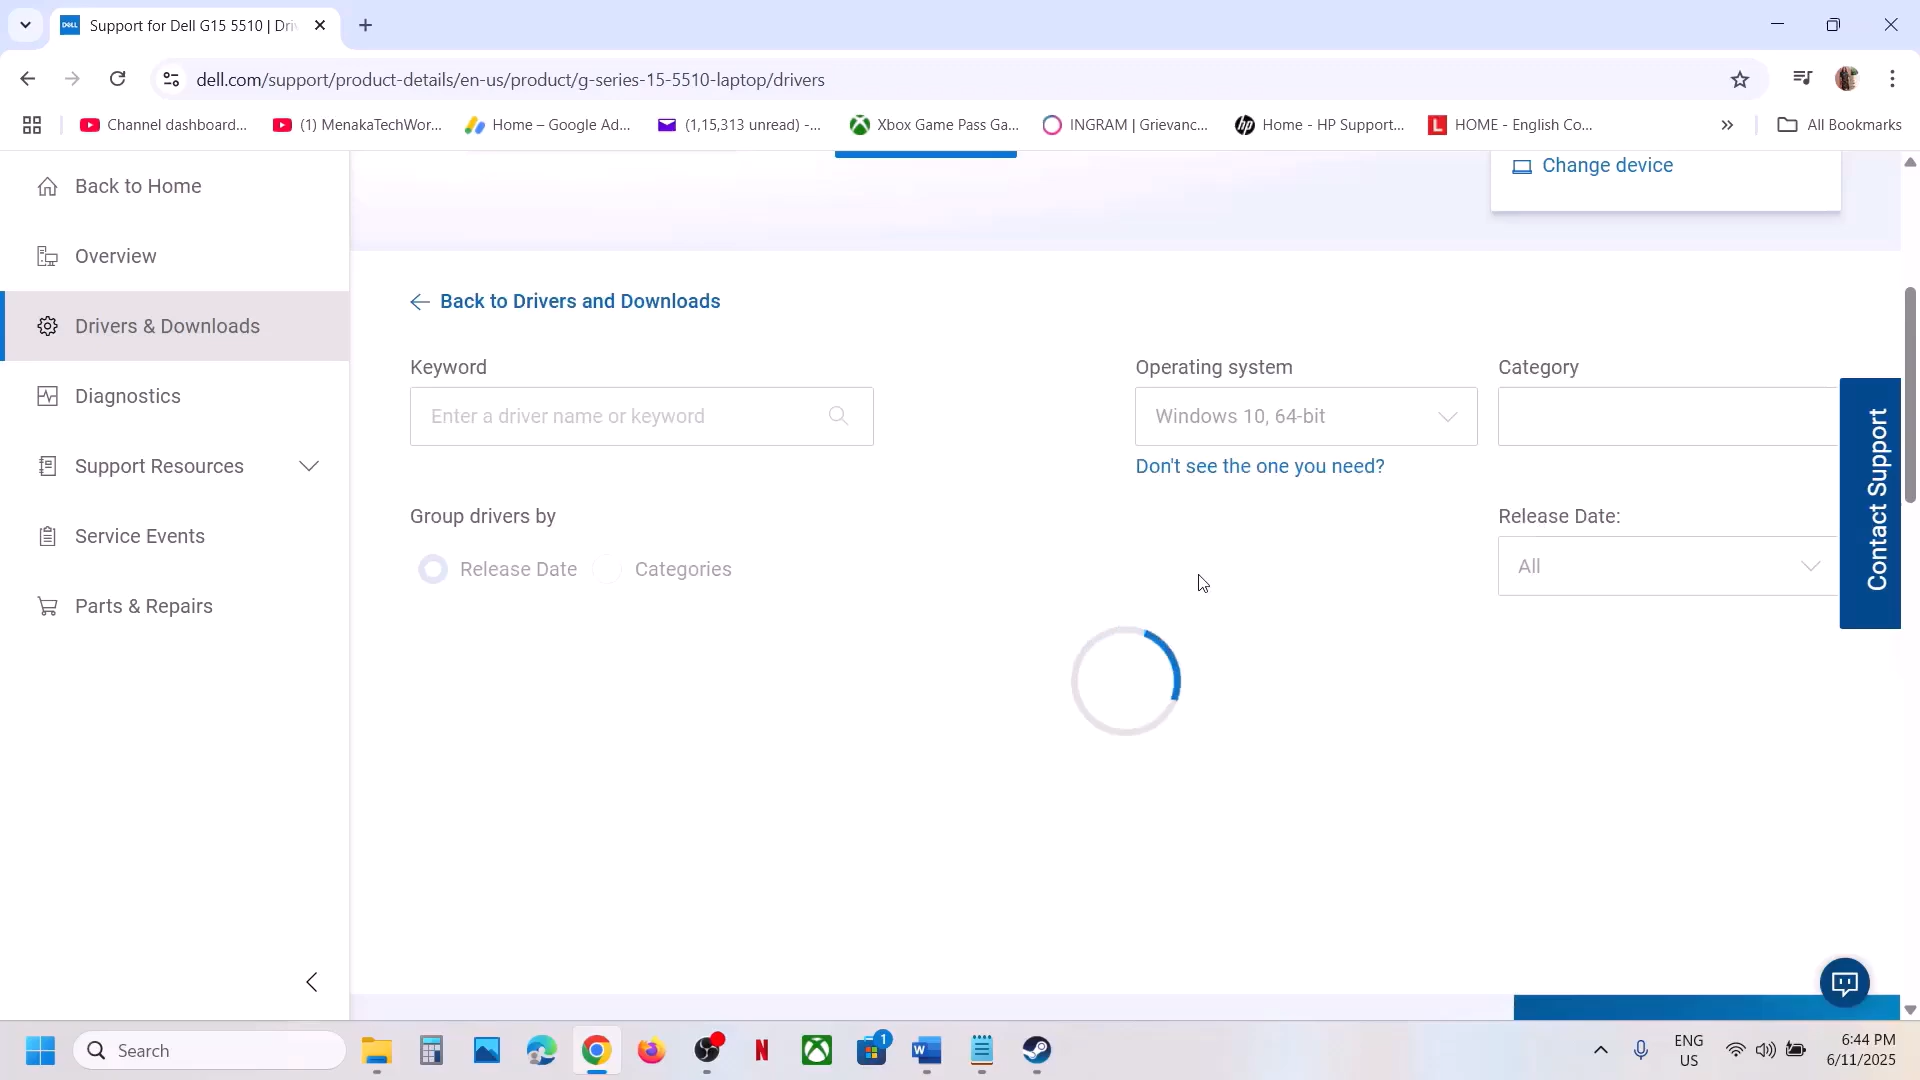 Support for Dell G15 5510 | Driv
dell.com/support/product-details/en-us/product/g-series-15-5510-laptop/drivers
Channel dashboard...
(1) MenakaTechWor...
Home – Google Ad...
(1,15,313 unread) -...
Xbox Game Pass Ga...
INGRAM | Grievanc...
Home - HP Support...
HOME - English Co...
All Bookmarks
Back to Home
Overview
Drivers & Downloads
Diagnostics
Support Resources
Service Events
Parts & Repairs
Change device
Back to Drivers and Downloads
Keyword
Enter a driver name or keyword
Operating system
Windows 10, 64-bit
Don't see the one you need?
Category
Group drivers by
Release Date
Categories
Release Date:
All
Contact Support
Search
1
ENG
US
6:44 PM
6/11/2025